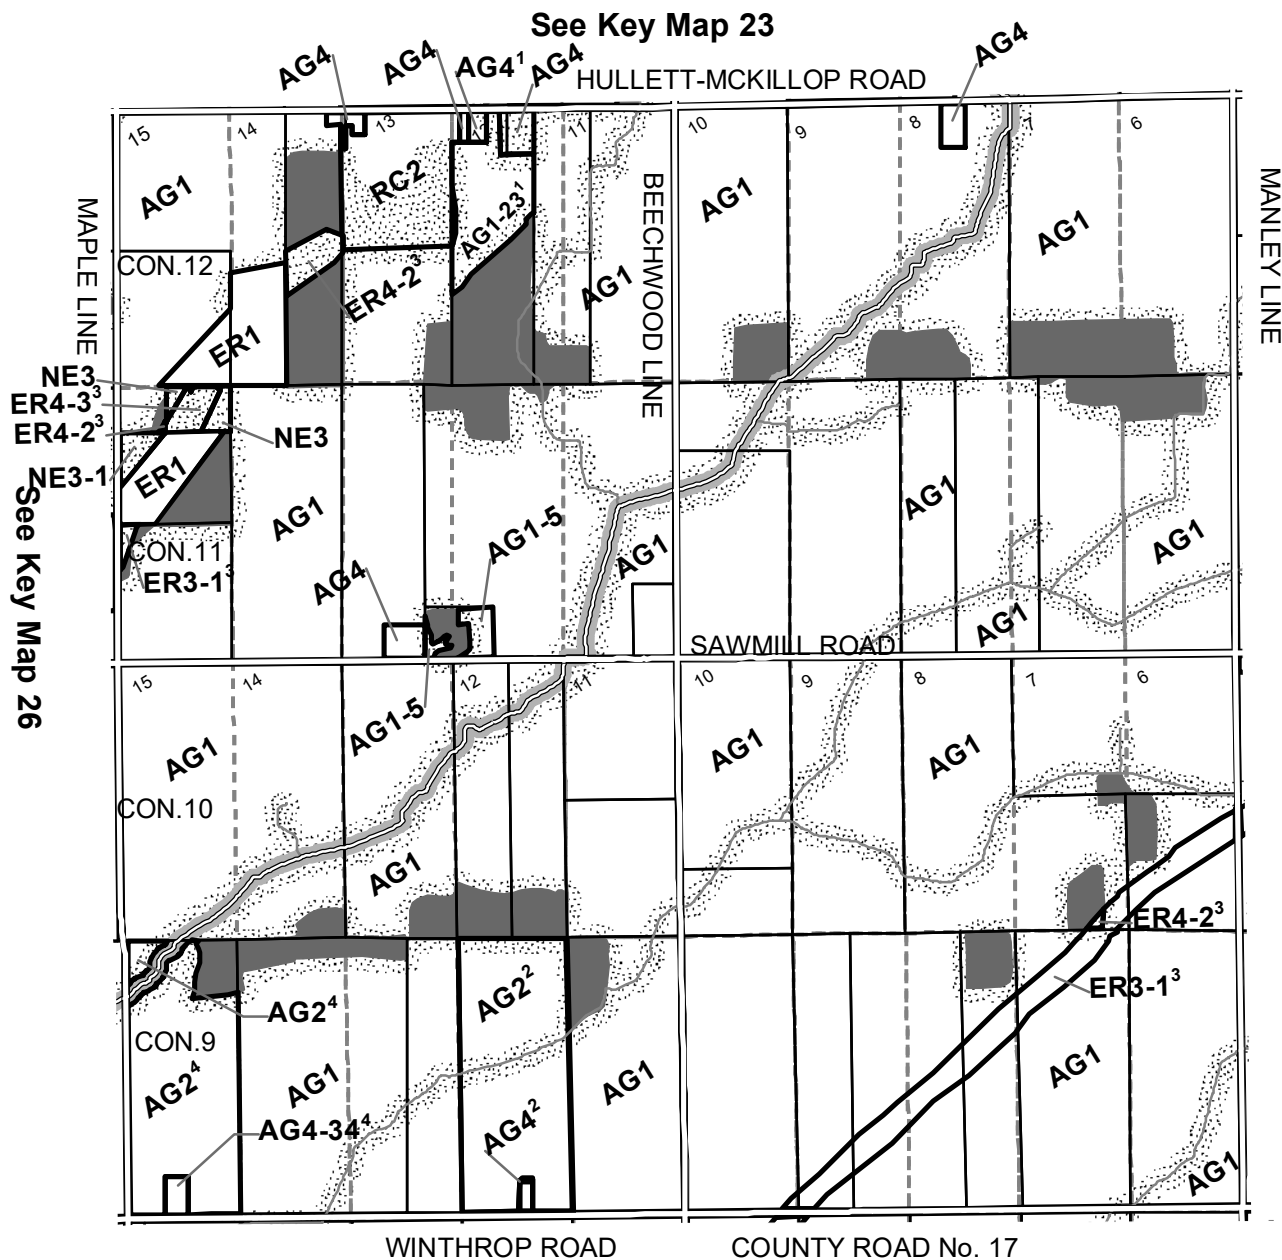 See Key Map 23
AG4
AG4
AG4¹
AG4
AG4
HULLETT-MCKILLOP ROAD
15
14
13
11
10
9
8
7
6
AG1
RC2
AG1-23¹
AG1
AG1
AG1
MAPLE LINE
BEECHWOOD LINE
MANLEY LINE
CON.12
ER4-2³
ER1
NE3
ER4-3³
ER4-2³
NE3
NE3-1
ER1
See Key Map 26
AG1
AG1-5
AG1
AG1
AG1
CON.11
ER3-1³
AG4
AG1
SAWMILL ROAD
15
14
12
11
10
9
8
7
6
AG1-5
AG1
AG1
AG1
CON.10
AG1
ER4-2³
AG2²
ER3-1³
AG2⁴
CON.9
AG2⁴
AG1
AG1
AG1
AG4-34⁴
AG4²
AG1
WINTHROP ROAD
COUNTY ROAD No. 17